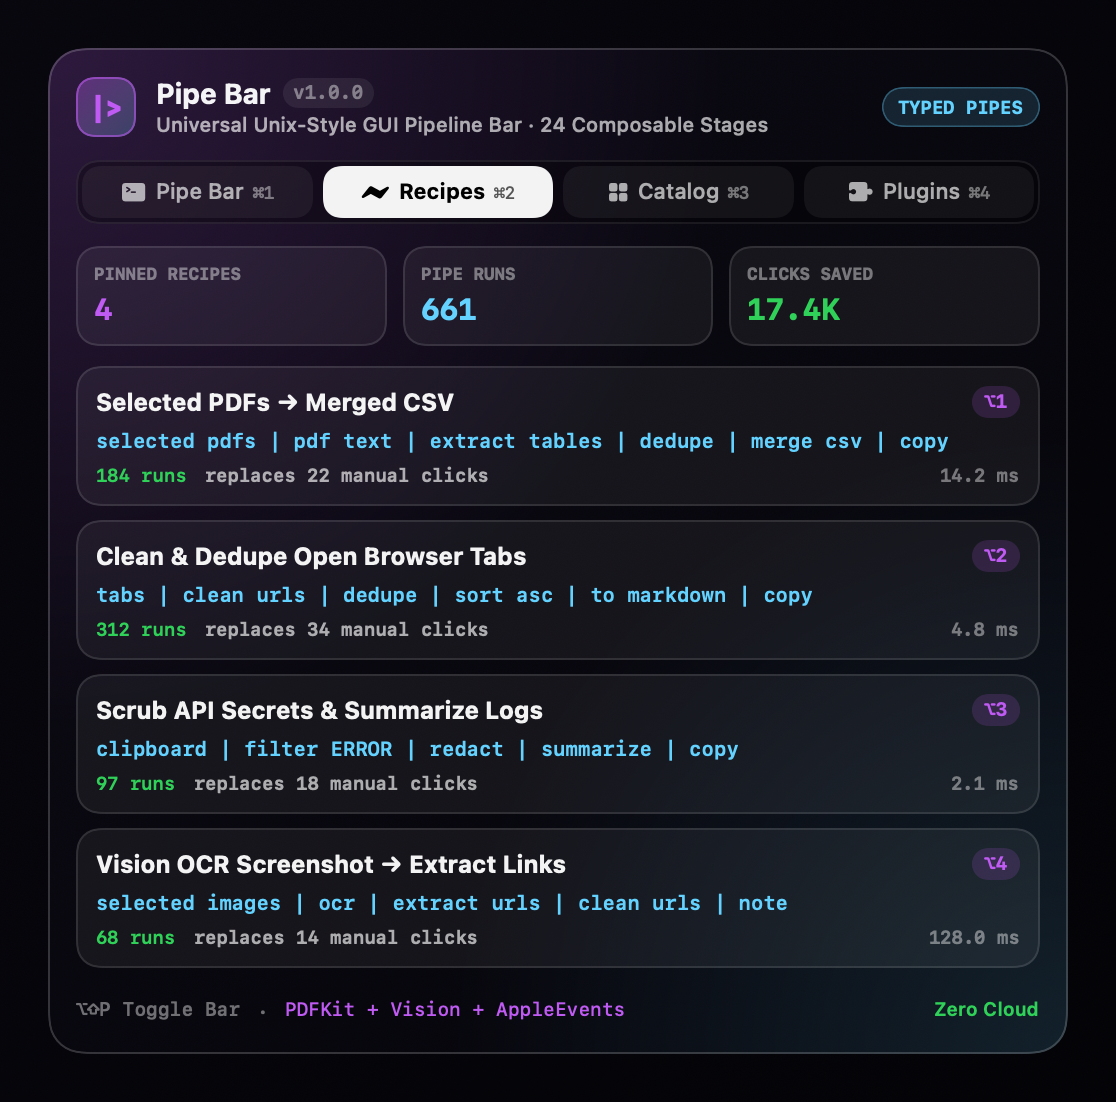 |>
Pipe Bar v1.0.0
Universal Unix-Style GUI Pipeline Bar · 24 Composable Stages
TYPED PIPES
Pipe Bar ⌘1
Recipes ⌘2
Catalog ⌘3
Plugins ⌘4
PINNED RECIPES
4
PIPE RUNS
661
CLICKS SAVED
17.4K
Selected PDFs → Merged CSV ⌥1
selected pdfs | pdf text | extract tables | dedupe | merge csv | copy
184 runs replaces 22 manual clicks 14.2 ms
Clean & Dedupe Open Browser Tabs ⌥2
tabs | clean urls | dedupe | sort asc | to markdown | copy
312 runs replaces 34 manual clicks 4.8 ms
Scrub API Secrets & Summarize Logs ⌥3
clipboard | filter ERROR | redact | summarize | copy
97 runs replaces 18 manual clicks 2.1 ms
Vision OCR Screenshot → Extract Links ⌥4
selected images | ocr | extract urls | clean urls | note
68 runs replaces 14 manual clicks 128.0 ms
⌥⇧P Toggle Bar · PDFKit + Vision + AppleEvents Zero Cloud